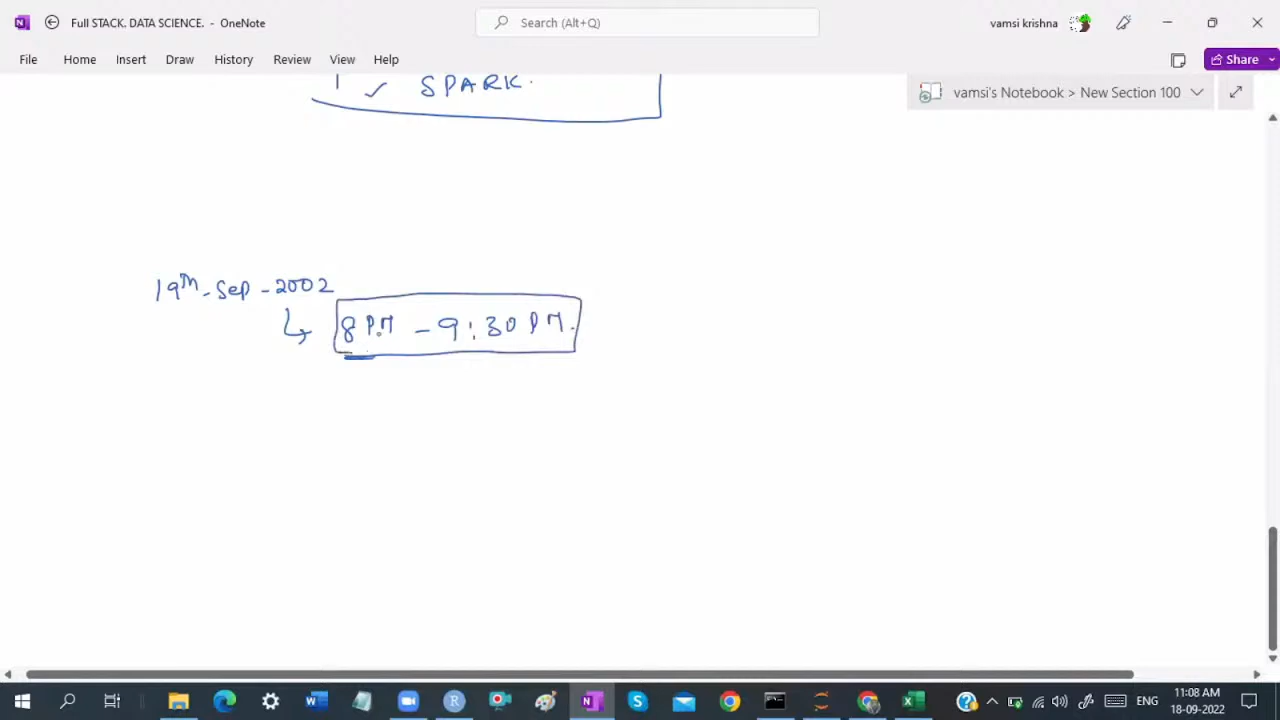 Full STACK. DATA SCIENCE. - OneNote
Search (Alt+Q)
vamsi krishna
File Home Insert Draw History Review View Help
Share
vamsi's Notebook > New Section 100
SPARK.
19th - Sep - 2002
8 P.M - 9:30 PM.
ENG
11:08 AM
18-09-2022